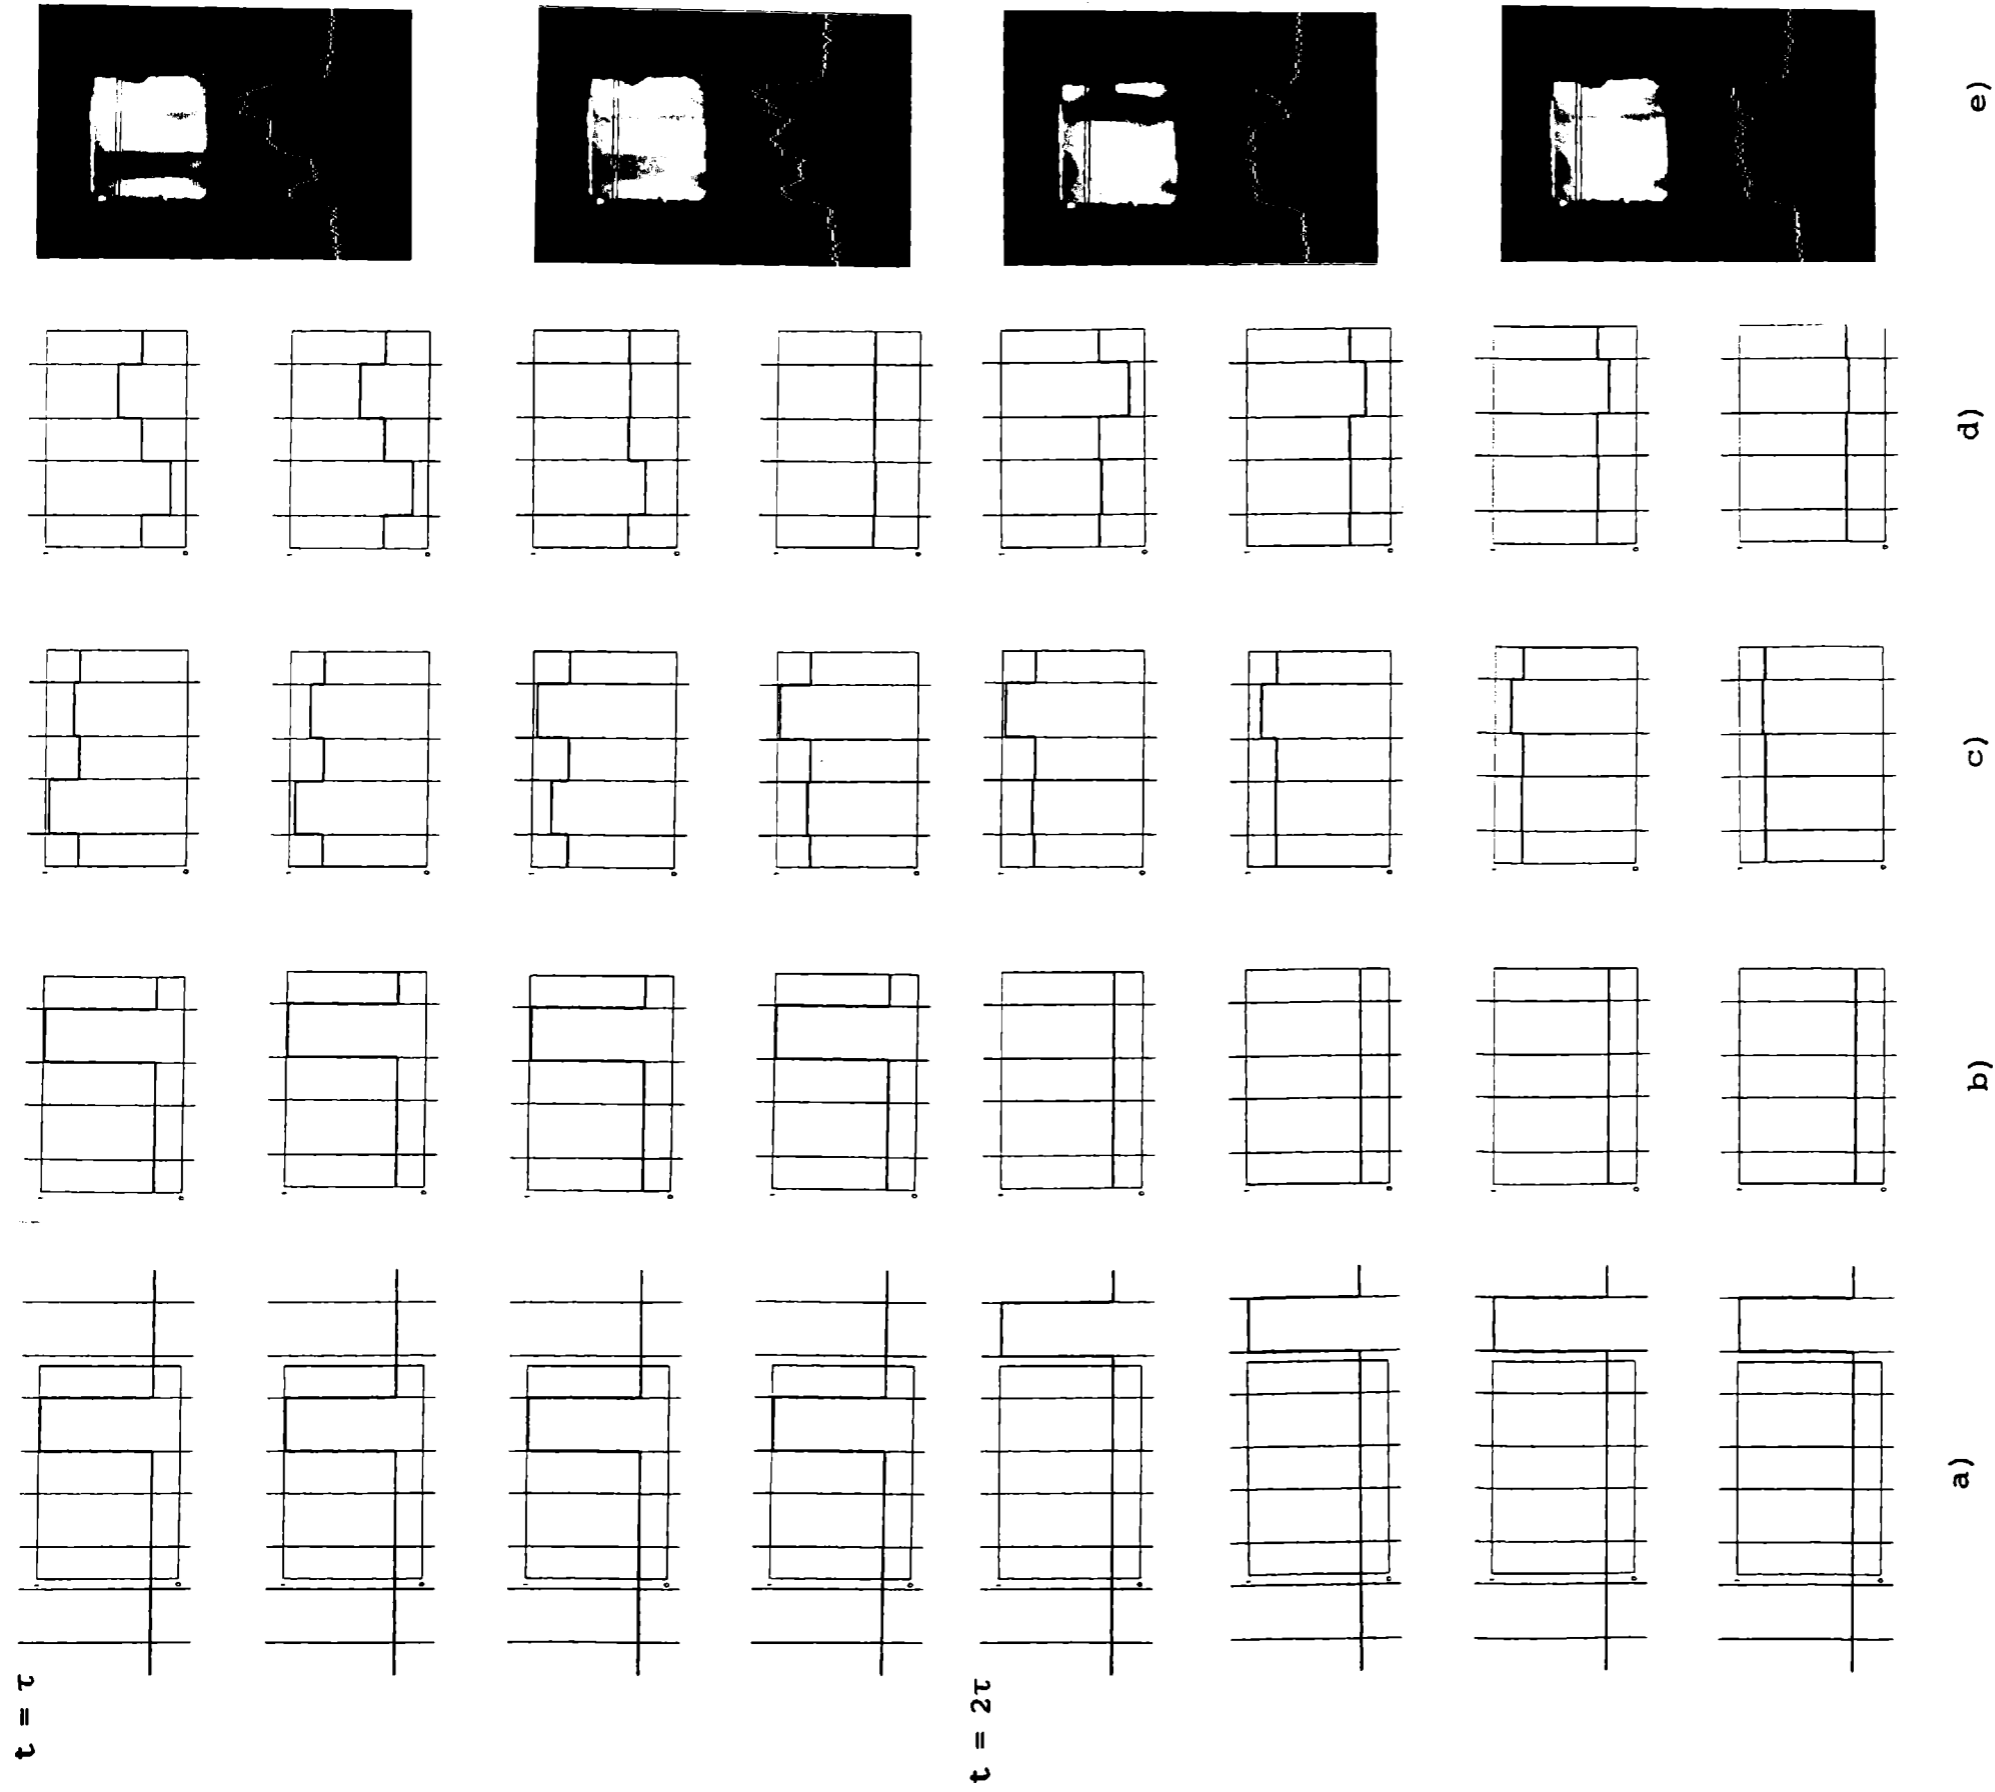 t = τ
t = 2τ
a)
b)
c)
d)
e)